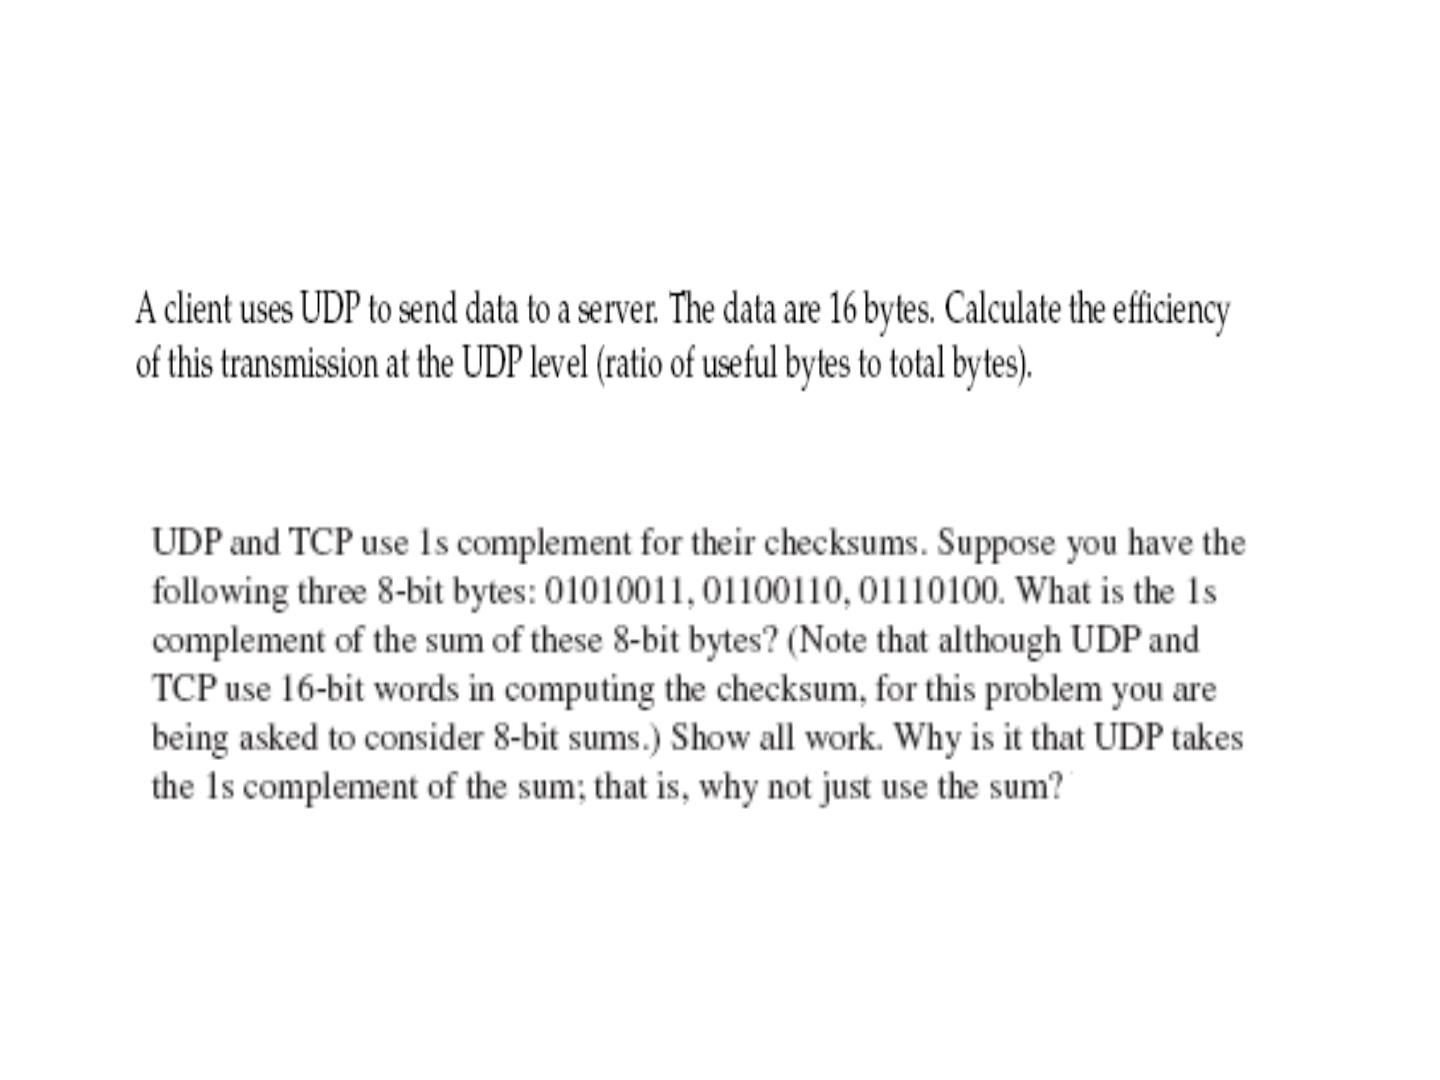 A client uses UDP to send data to a server. The data are 16 bytes. Calculate the efficiency
of this transmission at the UDP level (ratio of useful bytes to total bytes).
UDP and TCP use 1s complement for their checksums. Suppose you have the
following three 8-bit bytes: 01010011, 01100110, 01110100. What is the 1s
complement of the sum of these 8-bit bytes? (Note that although UDP and
TCP use 16-bit words in computing the checksum, for this problem you are
being asked to consider 8-bit sums.) Show all work. Why is it that UDP takes
the 1s complement of the sum; that is, why not just use the sum?